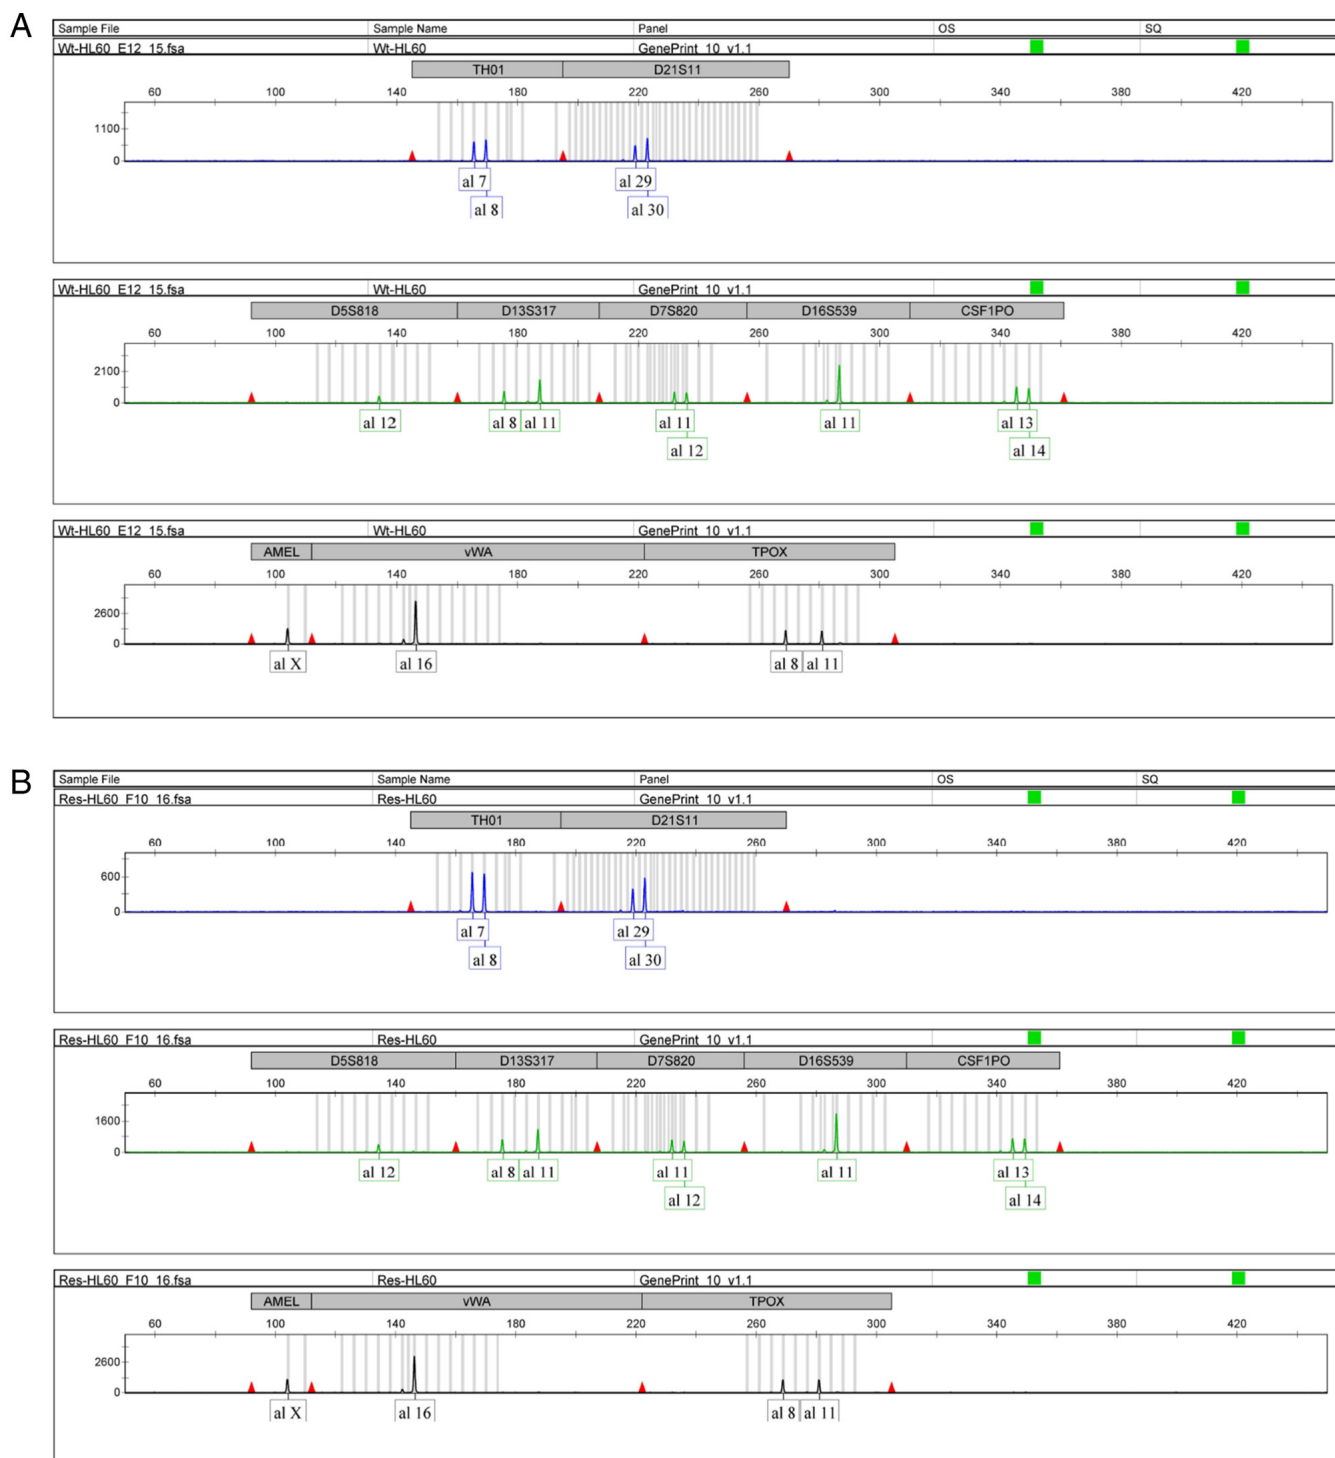 A
Sample File Sample Name Panel OS SQ
Wt-HL60_E12_15.fsa Wt-HL60 GenePrint_10_v1.1
TH01 D21S11
60 100 140 180 220 260 300 340 380 420
1100
0
al 7 al 29
al 8 al 30
Wt-HL60_E12_15.fsa Wt-HL60 GenePrint_10_v1.1
D5S818 D13S317 D7S820 D16S539 CSF1PO
60 100 140 180 220 260 300 340 380 420
2100
0
al 12 al 8 al 11 al 11 al 11 al 13
al 12 al 14
Wt-HL60_E12_15.fsa Wt-HL60 GenePrint_10_v1.1
AMEL vWA TPOX
60 100 140 180 220 260 300 340 380 420
2600
0
al X al 16 al 8 al 11
B
Sample File Sample Name Panel OS SQ
Res-HL60_F10_16.fsa Res-HL60 GenePrint_10_v1.1
TH01 D21S11
60 100 140 180 220 260 300 340 380 420
600
0
al 7 al 29
al 8 al 30
Res-HL60_F10_16.fsa Res-HL60 GenePrint_10_v1.1
D5S818 D13S317 D7S820 D16S539 CSF1PO
60 100 140 180 220 260 300 340 380 420
1600
0
al 12 al 8 al 11 al 11 al 11 al 13
al 12 al 14
Res-HL60_F10_16.fsa Res-HL60 GenePrint_10_v1.1
AMEL vWA TPOX
60 100 140 180 220 260 300 340 380 420
2600
0
al X al 16 al 8 al 11